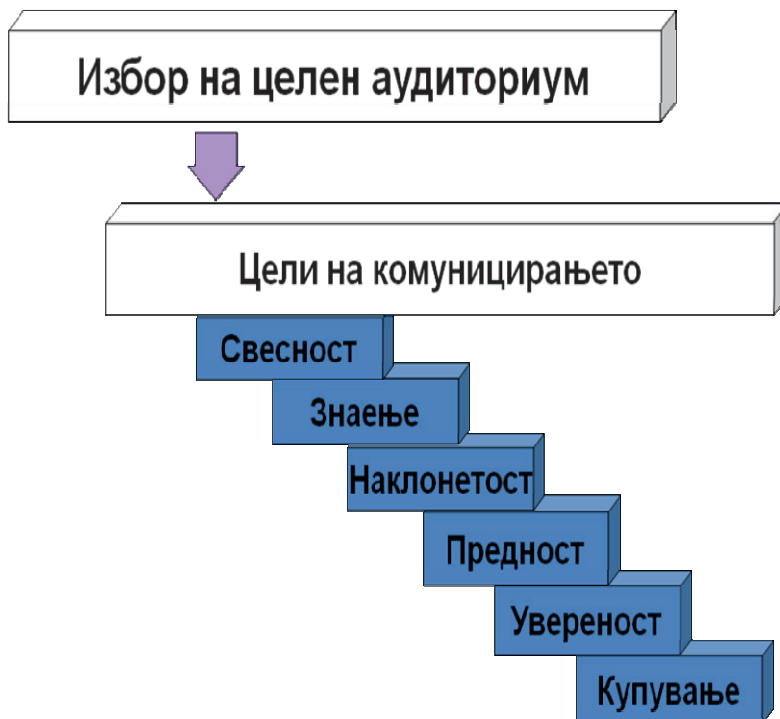 Избор на целен аудиториум
Цели на комуницирањето
Свесност
Знаење
Наклонетост
Предност
Увереност
Купување